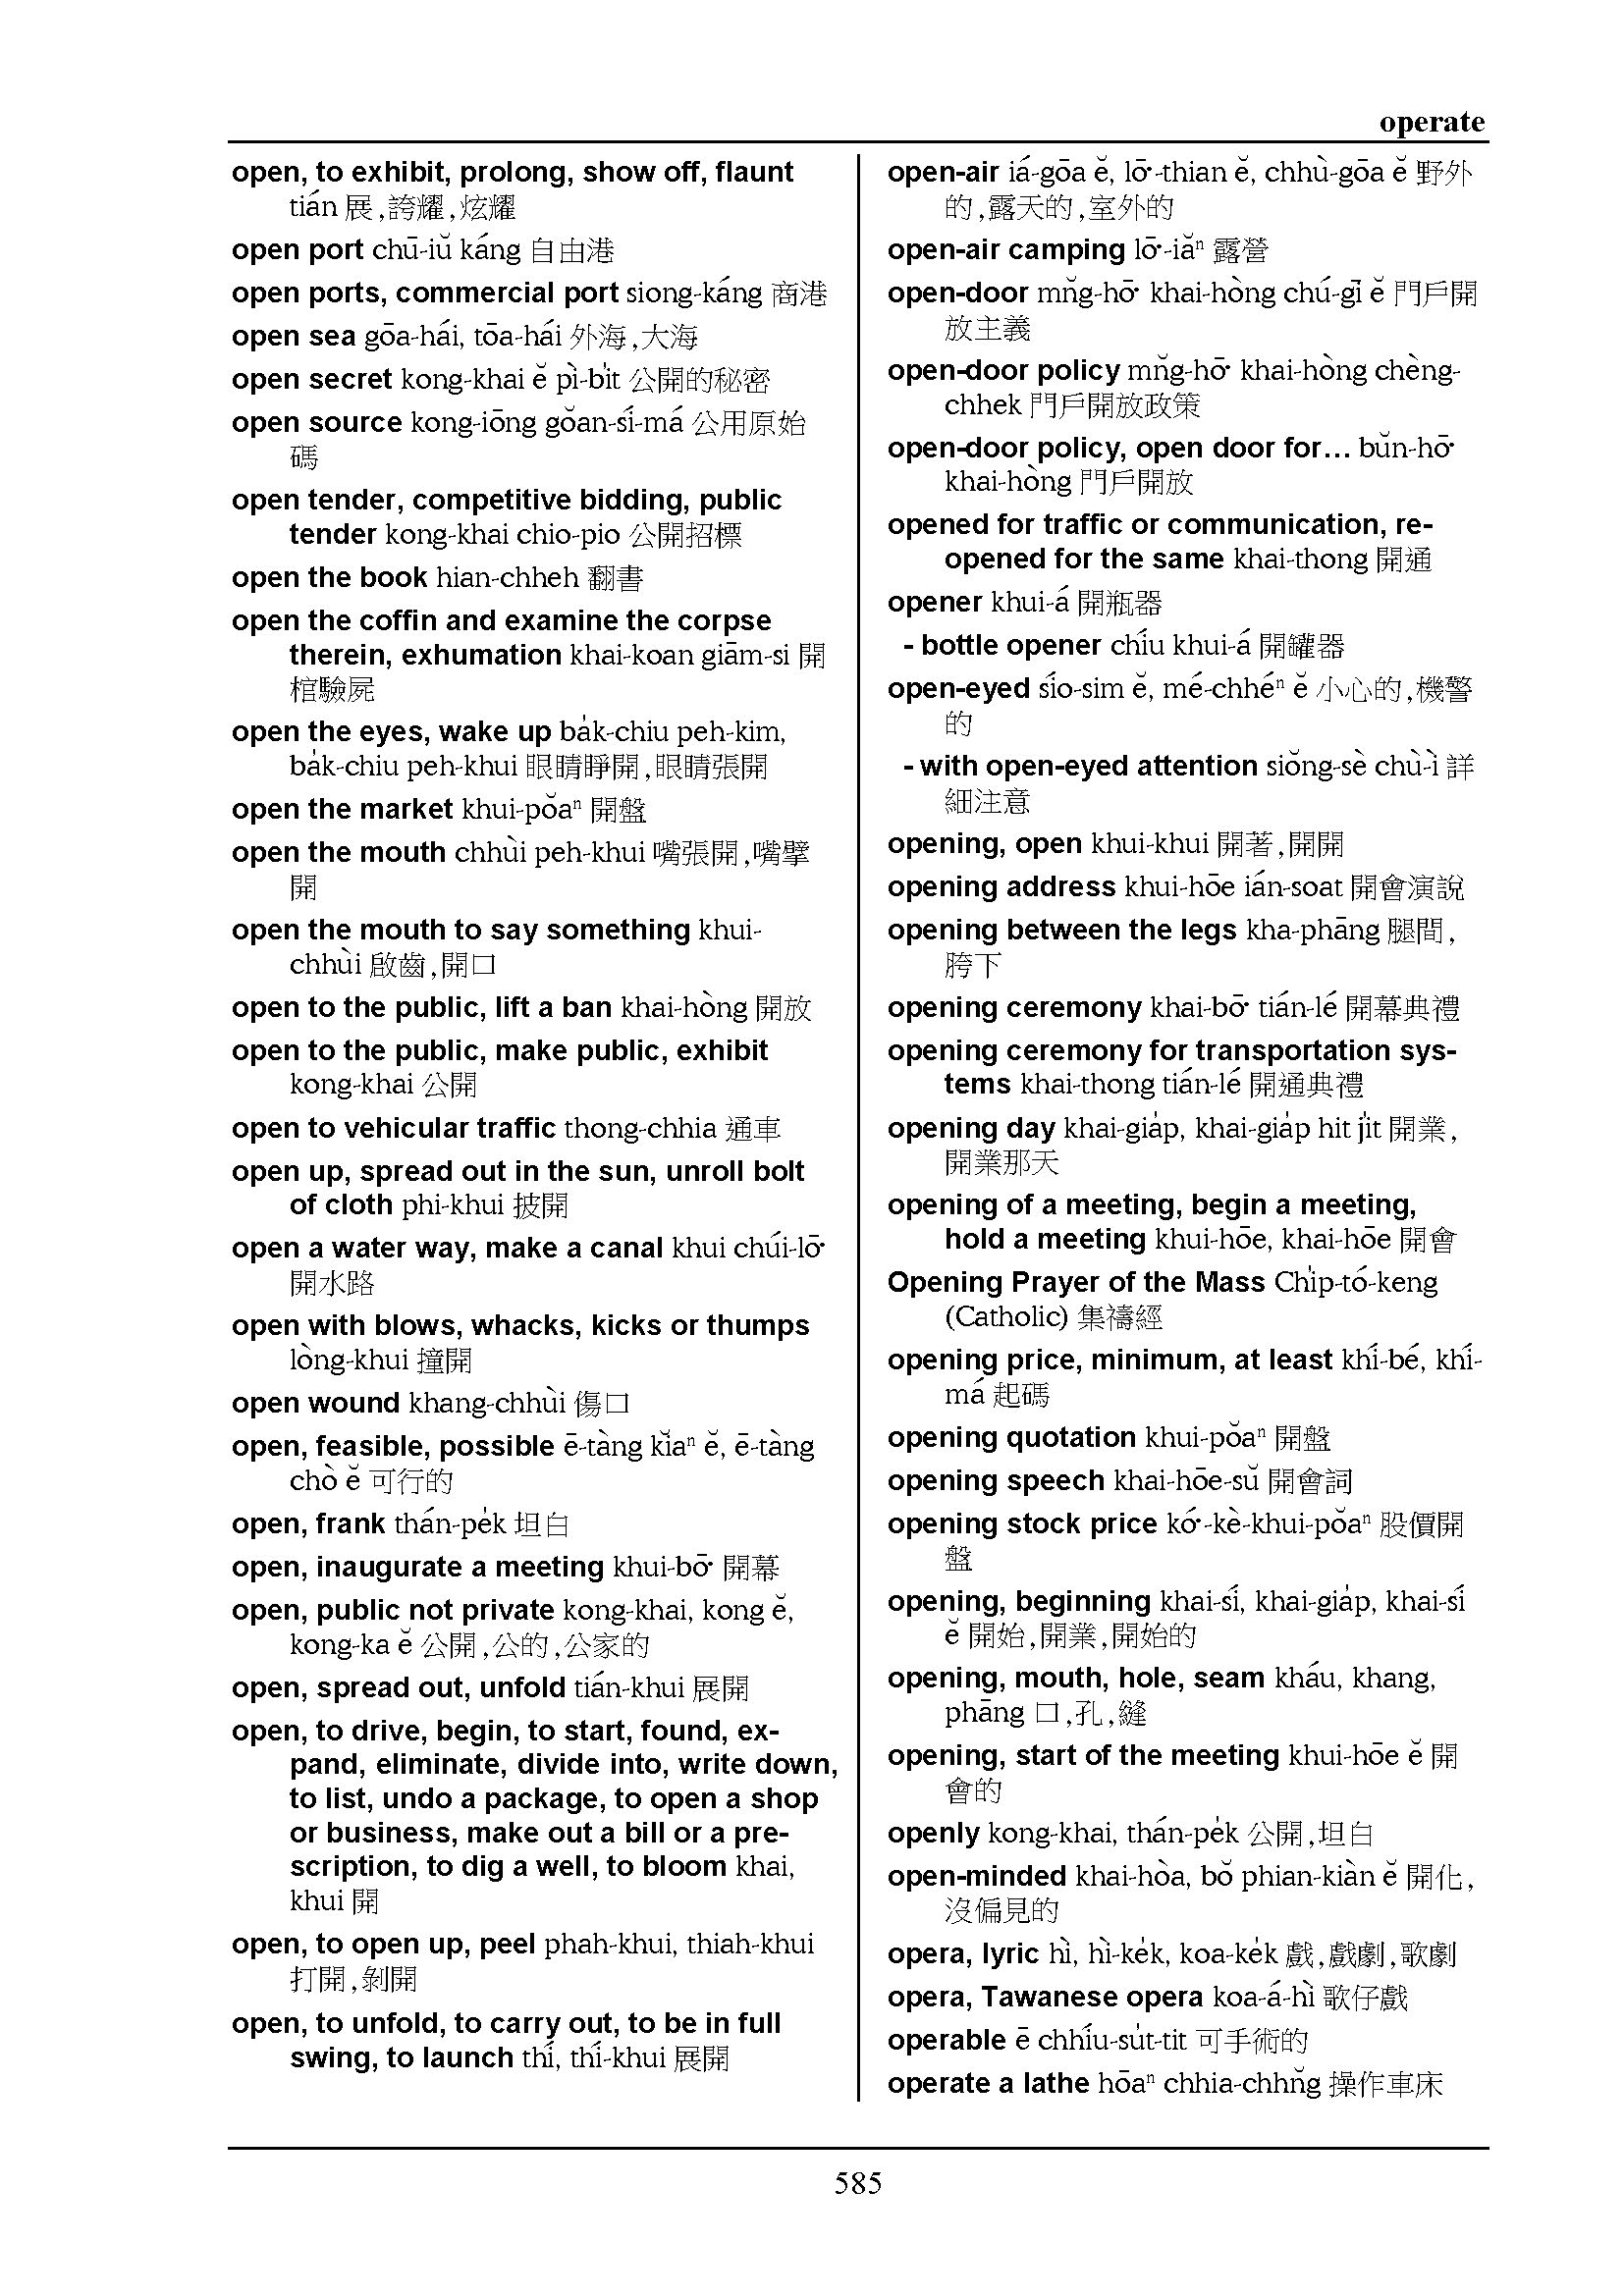 operate
open, to exhibit, prolong, show off, flaunt
tián 展,誇耀,炫耀
open port chū-iŭ káng 自由港
open ports, commercial port siong-káng 商港
open sea gōa-hái, tōa-hái 外海,大海
open secret kong-khai ĕ pì-bi̍t 公開的秘密
open source kong-iōng gŏan-sí-má 公用原始
碼
open tender, competitive bidding, public
tender kong-khai chio-pio 公開招標
open the book hian-chheh 翻書
open the coffin and examine the corpse
therein, exhumation khai-koan giām-si 開
棺驗屍
open the eyes, wake up ba̍k-chiu peh-kim,
ba̍k-chiu peh-khui 眼睛睜開,眼睛張開
open the market khui-pŏaⁿ 開盤
open the mouth chhùi peh-khui 嘴張開,嘴擘
開
open the mouth to say something khui-
chhùi 啟齒,開口
open to the public, lift a ban khai-hòng 開放
open to the public, make public, exhibit
kong-khai 公開
open to vehicular traffic thong-chhia 通車
open up, spread out in the sun, unroll bolt
of cloth phi-khui 披開
open a water way, make a canal khui chúi-lō͘
開水路
open with blows, whacks, kicks or thumps
lòng-khui 撞開
open wound khang-chhùi 傷口
open, feasible, possible ē-tàng kĭaⁿ ĕ, ē-tàng
chò ĕ 可行的
open, frank thán-pe̍k 坦白
open, inaugurate a meeting khui-bō͘ 開幕
open, public not private kong-khai, kong ĕ,
kong-ka ĕ 公開,公的,公家的
open, spread out, unfold tián-khui 展開
open, to drive, begin, to start, found, ex-
pand, eliminate, divide into, write down,
to list, undo a package, to open a shop
or business, make out a bill or a pre-
scription, to dig a well, to bloom khai,
khui 開
open, to open up, peel phah-khui, thiah-khui
打開,剝開
open, to unfold, to carry out, to be in full
swing, to launch thí, thí-khui 展開
open-air iá-gōa ĕ, lō͘-thian ĕ, chhù-gōa ĕ 野外
的,露天的,室外的
open-air camping lō͘-iăⁿ 露營
open-door mn̆g-hō͘ khai-hòng chú-gī ĕ 門戶開
放主義
open-door policy mn̆g-hō͘ khai-hòng chèng-
chhek 門戶開放政策
open-door policy, open door for… bŭn-hō͘
khai-hòng 門戶開放
opened for traffic or communication, re-
opened for the same khai-thong 開通
opener khui-á 開瓶器
- bottle opener chíu khui-á 開罐器
open-eyed sío-sim ĕ, mé-chhéⁿ ĕ 小心的,機警
的
- with open-eyed attention siŏng-sè chù-ì 詳
細注意
opening, open khui-khui 開著,開開
opening address khui-hōe ián-soat 開會演說
opening between the legs kha-phāng 腿間,
胯下
opening ceremony khai-bō͘ tián-lé 開幕典禮
opening ceremony for transportation sys-
tems khai-thong tián-lé 開通典禮
opening day khai-gia̍p, khai-gia̍p hit ji̍t 開業,
開業那天
opening of a meeting, begin a meeting,
hold a meeting khui-hōe, khai-hōe 開會
Opening Prayer of the Mass Chi̍p-tó-keng
(Catholic) 集禱經
opening price, minimum, at least khí-bé, khí-
má 起碼
opening quotation khui-pŏaⁿ 開盤
opening speech khai-hōe-sŭ 開會詞
opening stock price kó͘-kè-khui-pŏaⁿ 股價開
盤
opening, beginning khai-sí, khai-gia̍p, khai-sí
ĕ 開始,開業,開始的
opening, mouth, hole, seam kháu, khang,
phāng 口,孔,縫
opening, start of the meeting khui-hōe ĕ 開
會的
openly kong-khai, thán-pe̍k 公開,坦白
open-minded khai-hòa, bŏ phian-kiàn ĕ 開化,
沒偏見的
opera, lyric hì, hì-ke̍k, koa-ke̍k 戲,戲劇,歌劇
opera, Tawanese opera koa-á-hì 歌仔戲
operable ē chhíu-su̍t-tit 可手術的
operate a lathe hōaⁿ chhia-chhn̆g 操作車床
585